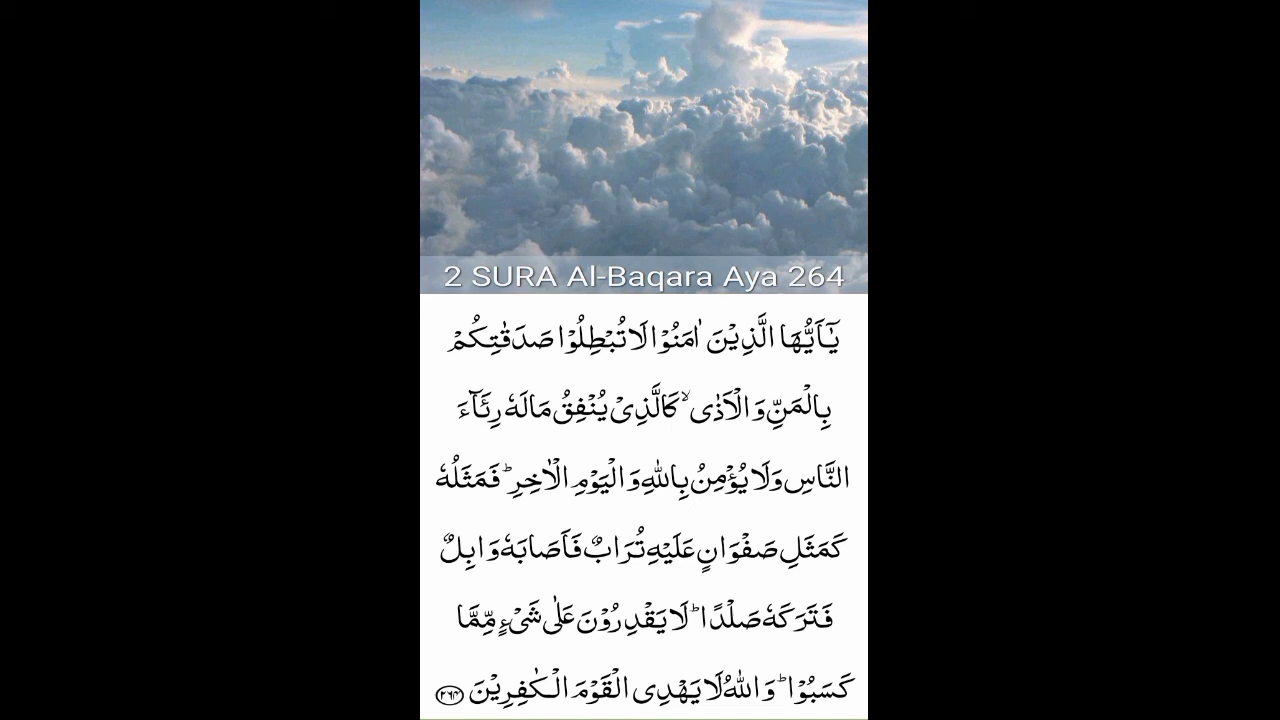 2 SURA Al-Baqara Aya 264
يٰۤاَيُّهَا الَّذِيْنَ اٰمَنُوْا لَا تُبْطِلُوْا صَدَقٰتِكُمْ
بِالْمَنِّ وَالْاَذٰىۙ كَالَّذِىْ يُنْفِقُ مَالَهٗ رِئَآءَ
النَّاسِ وَلَا يُؤْمِنُ بِاللّٰهِ وَالْيَوْمِ الْاٰخِرِؕ فَمَثَلُهٗ
كَمَثَلِ صَفْوَانٍ عَلَيْهِ تُرَابٌ فَاَصَابَهٗ وَابِلٌ
فَتَرَكَهٗ صَلْدًاؕ لَا يَقْدِرُوْنَ عَلٰى شَىْءٍ مِّمَّا
كَسَبُوْاؕ وَاللّٰهُ لَا يَهْدِى الْقَوْمَ الْكٰفِرِيْنَ ۝۲۶۴